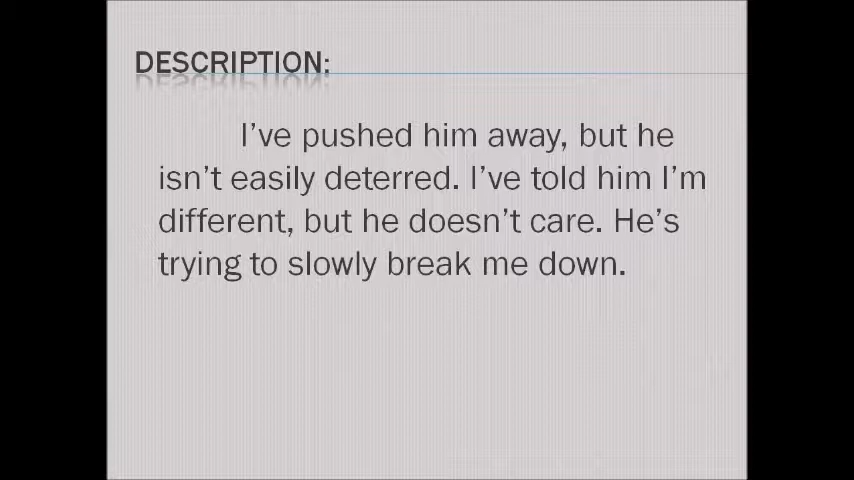 DESCRIPTION:
I’ve pushed him away, but he
isn’t easily deterred. I’ve told him I’m
different, but he doesn’t care. He’s
trying to slowly break me down.